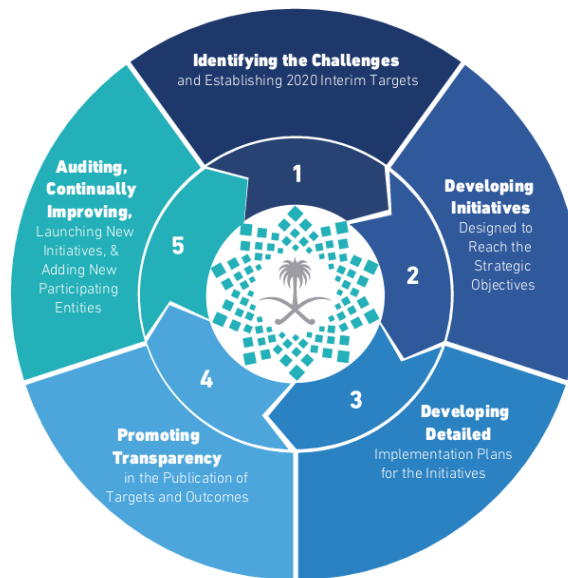 1
Identifying the Challenges
and Establishing 2020 Interim Targets
2
Developing
Initiatives
Designed to
Reach the
Strategic
Objectives
3
Developing
Detailed
Implementation Plans
for the Initiatives
4
Promoting
Transparency
in the Publication of
Targets and Outcomes
5
Auditing,
Continually
Improving,
Launching New
Initiatives, &
Adding New
Participating
Entities